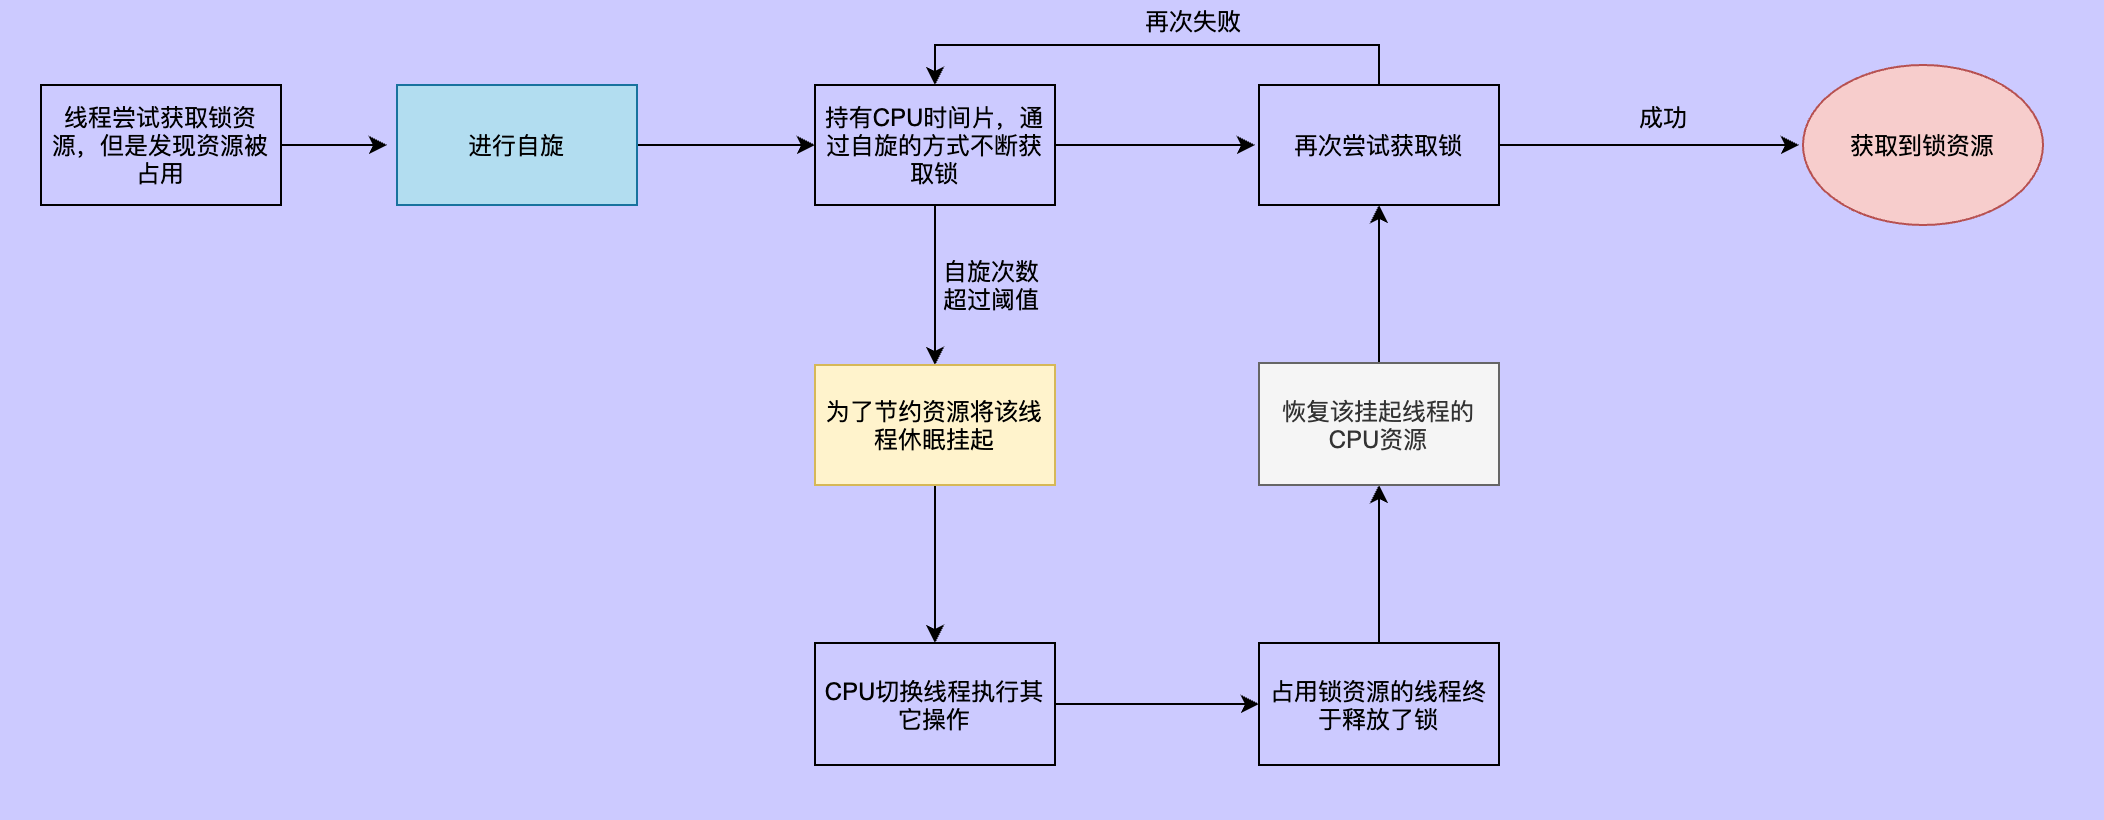 再次失败
线程尝试获取锁资
源，但是发现资源被
占用
进行自旋
持有CPU时间片，通
过自旋的方式不断获
取锁
再次尝试获取锁
成功
获取到锁资源
自旋次数
超过阈值
为了节约资源将该线
程休眠挂起
恢复该挂起线程的
CPU资源
CPU切换线程执行其
它操作
占用锁资源的线程终
于释放了锁